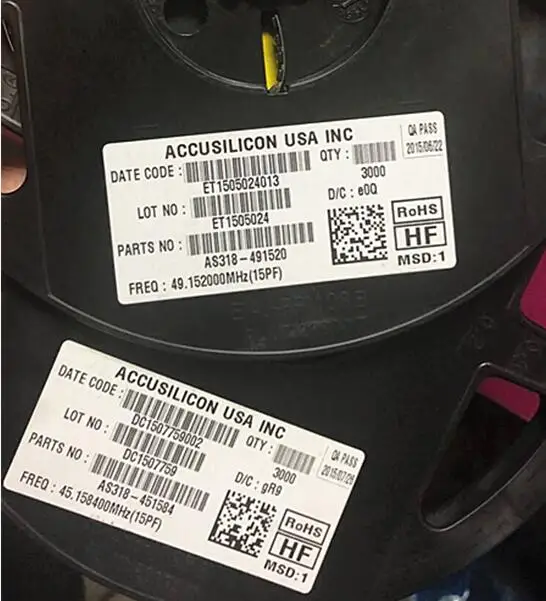 ACCUSILICON USA INC
QA PASS
2015/06/22
DATE CODE :
QTY :
ET1505024013
3000
LOT NO :
D/C : e0Q
ET1505024
RoHS
PARTS NO :
HF
AS318-491520
MSD:1
FREQ : 49.152000MHz(15PF)
ACCUSILICON USA INC
DATE CODE :
DC1507759002
QTY :
QA PASS
LOT NO :
3000
DC1507759
D/C : gR9
PARTS NO :
AS318-451584
RoHS
HF
FREQ : 45.158400MHz(15PF)
MSD:1